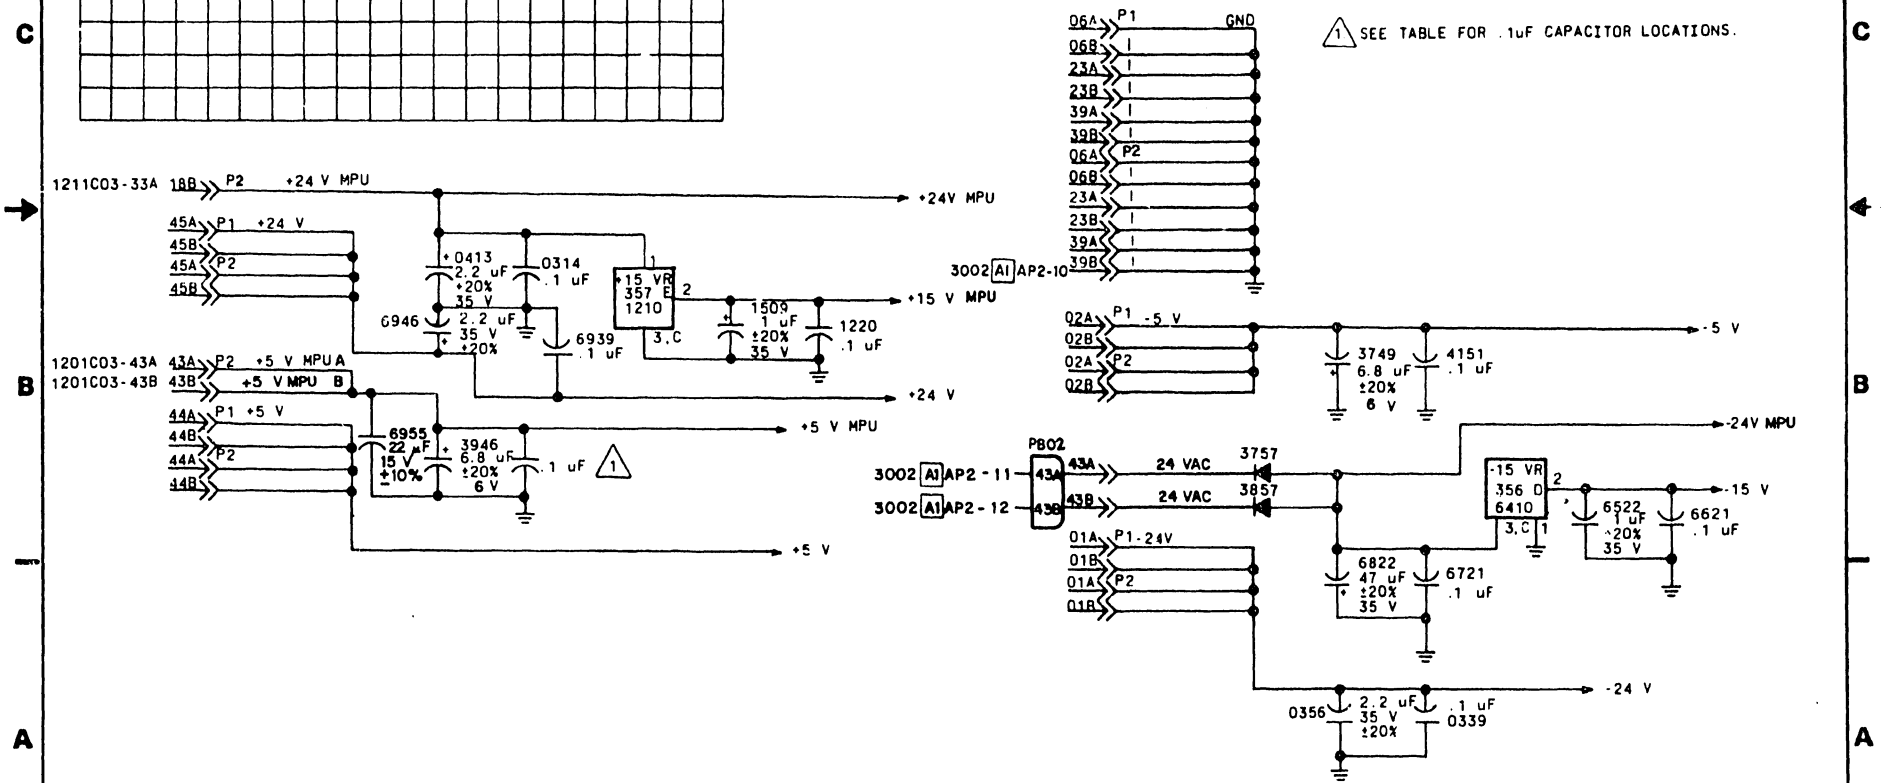 C
C
06A P1 GND
06B
23A
23B
39A
39B
06A P2
06B
23A
23B
39A
3002 A1 AP2-10 39B
1 SEE TABLE FOR .1uF CAPACITOR LOCATIONS.
1211C03-33A 18B P2 +24 V MPU
+24V MPU
45A P1 +24 V
45B
45A P2
45B
+ 0413
2.2 uF
±20%
35 V
0314
.1 uF
6946
2.2 uF
35 V
±20%
+
6939
.1 uF
1
+15 VR
357 E
1210
2
3,C
+15 V MPU
1509
1 uF
±20%
35 V
+
1220
.1 uF
+24 V
B
B
1201C03-43A 43A P2 +5 V MPU A
1201C03-43B 43B +5 V MPU B
44A P1 +5 V
44B
44A P2
44B
6955
22 uF
15 V
±10%
+ 3946
6.8 uF
±20%
6 V
.1 uF
1
+5 V MPU
+5 V
02A P1 -5 V
02B
02A P2
02B
-5 V
3749
6.8 uF
+
±20%
6 V
4151
.1 uF
-24V MPU
PB02
3002 A1 AP2-11 43A 43A 24 VAC 3757
3002 A1 AP2-12 43B 43B 24 VAC 3857
-15 VR
356 D
6410
2
3,C 1
-15 V
6522
1 uF
±20%
35 V
6621
.1 uF
01A P1 -24V
01B
01A P2
01B
6822
47 uF
+
±20%
35 V
6721
.1 uF
-24 V
0356
2.2 uF
35 V
±20%
.1 uF
0339
A
A